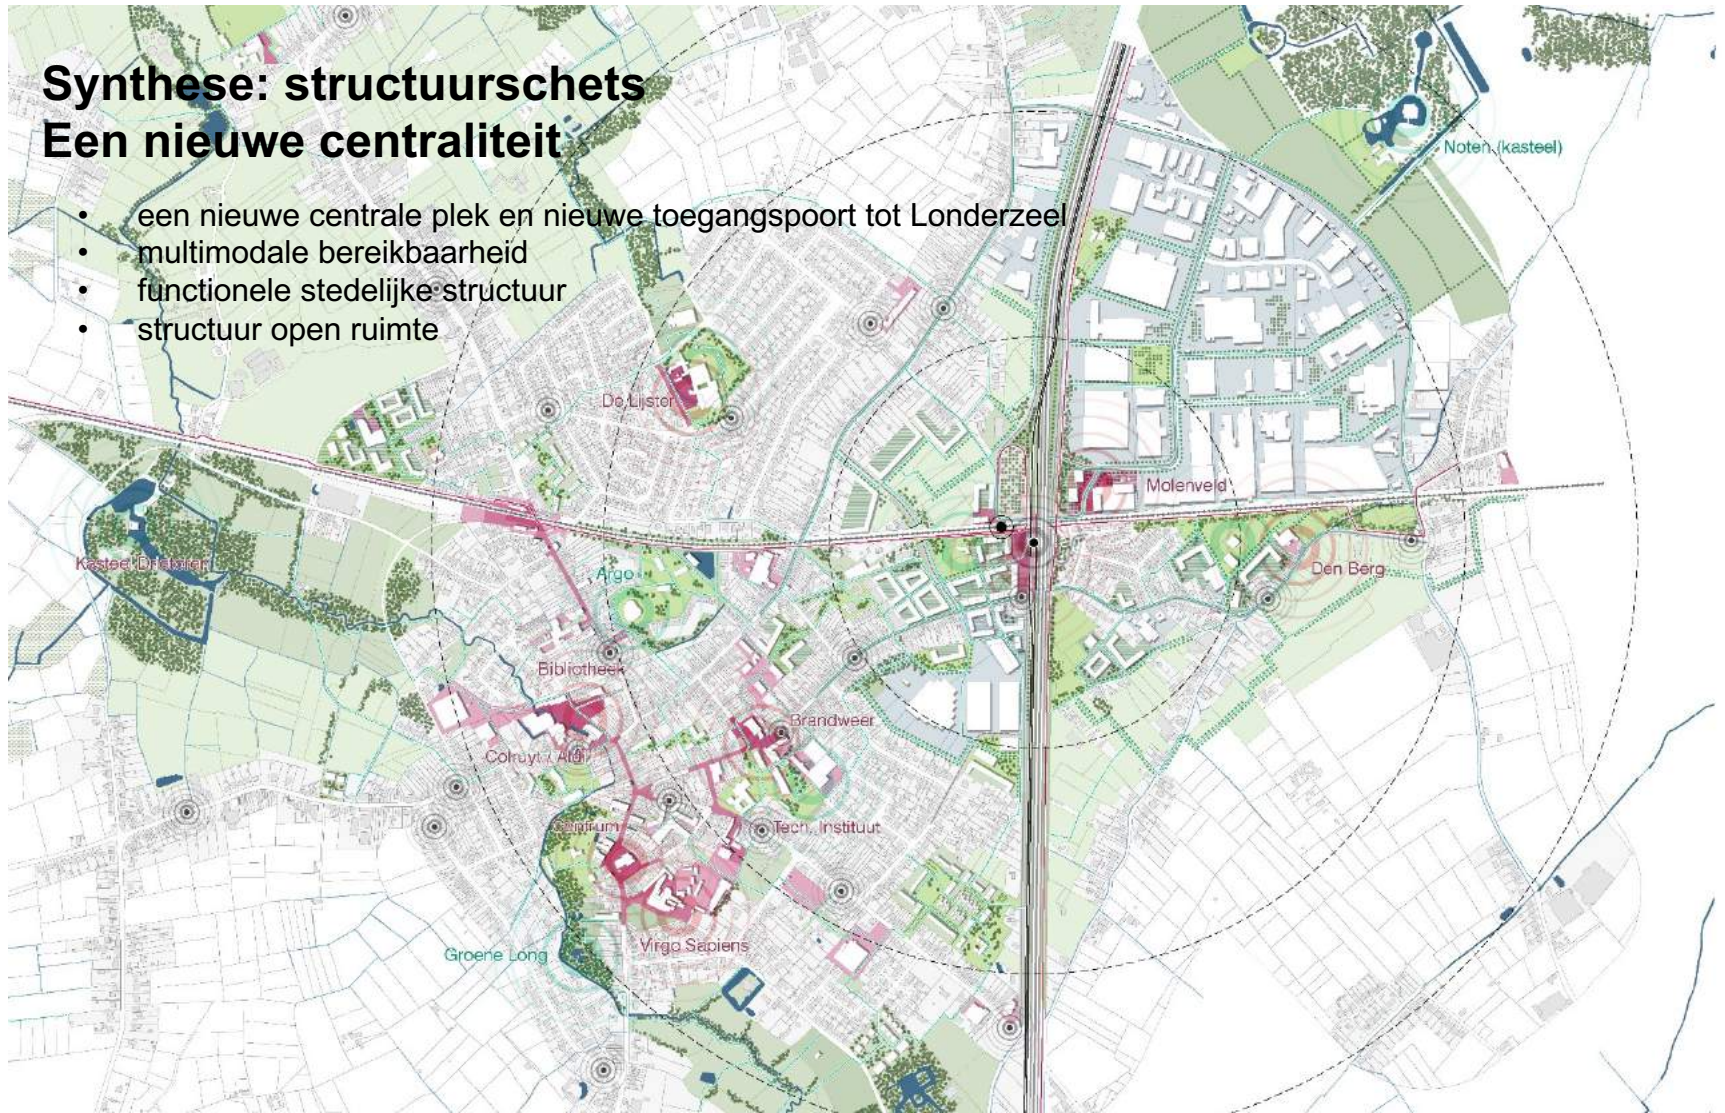 Synthese: structuurschets
Een nieuwe centraliteit
• een nieuwe centrale plek en nieuwe toegangspoort tot Londerzeel
• multimodale bereikbaarheid
• functionele stedelijke structuur
• structuur open ruimte
Noten (kasteel)
De Lijster
Molenveld
Kasteel Drietoren
Argo
Den Berg
Bibliotheek
Brandweer
Colruyt / Aldi
Centrum
Tech. Instituut
Virgo Sapiens
Groene Long